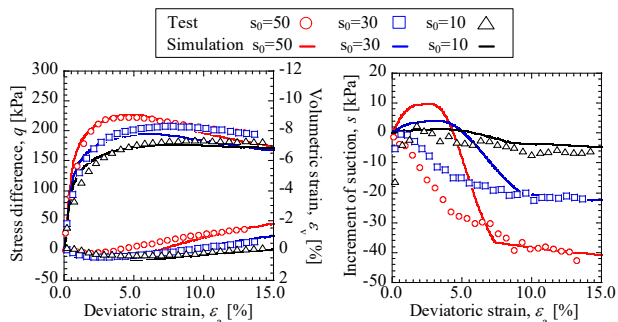 Test s₀=50 s₀=30 s₀=10
Simulation s₀=50 s₀=30 s₀=10
Stress difference, q [kPa]
300
250
200
150
100
50
0
-50
-12
-10
-8
-6
-4
-2
0
2
Volumetric strain, εᵥ [%]
0.0 5.0 10.0 15.0
Deviatoric strain, εₛ [%]
Increment of suction, s [kPa]
20
10
0
-10
-20
-30
-40
-50
0.0 5.0 10.0 15.0
Deviatoric strain, εₛ [%]